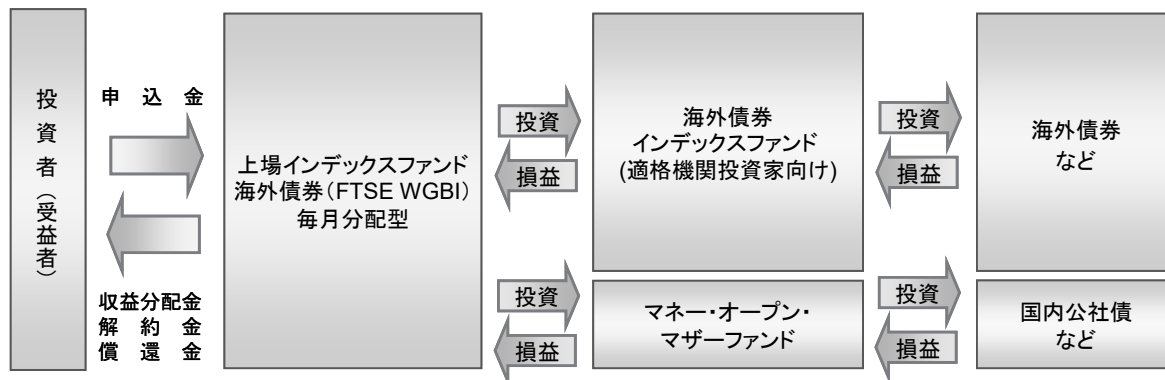 投資者(受益者)
申 込 金
収益分配金
解 約 金
償 還 金
上場インデックスファンド
海外債券(FTSE WGBI)
毎月分配型
投資
損益
投資
損益
海外債券
インデックスファンド
(適格機関投資家向け)
マネー・オープン・
マザーファンド
投資
損益
投資
損益
海外債券
など
国内公社債
など